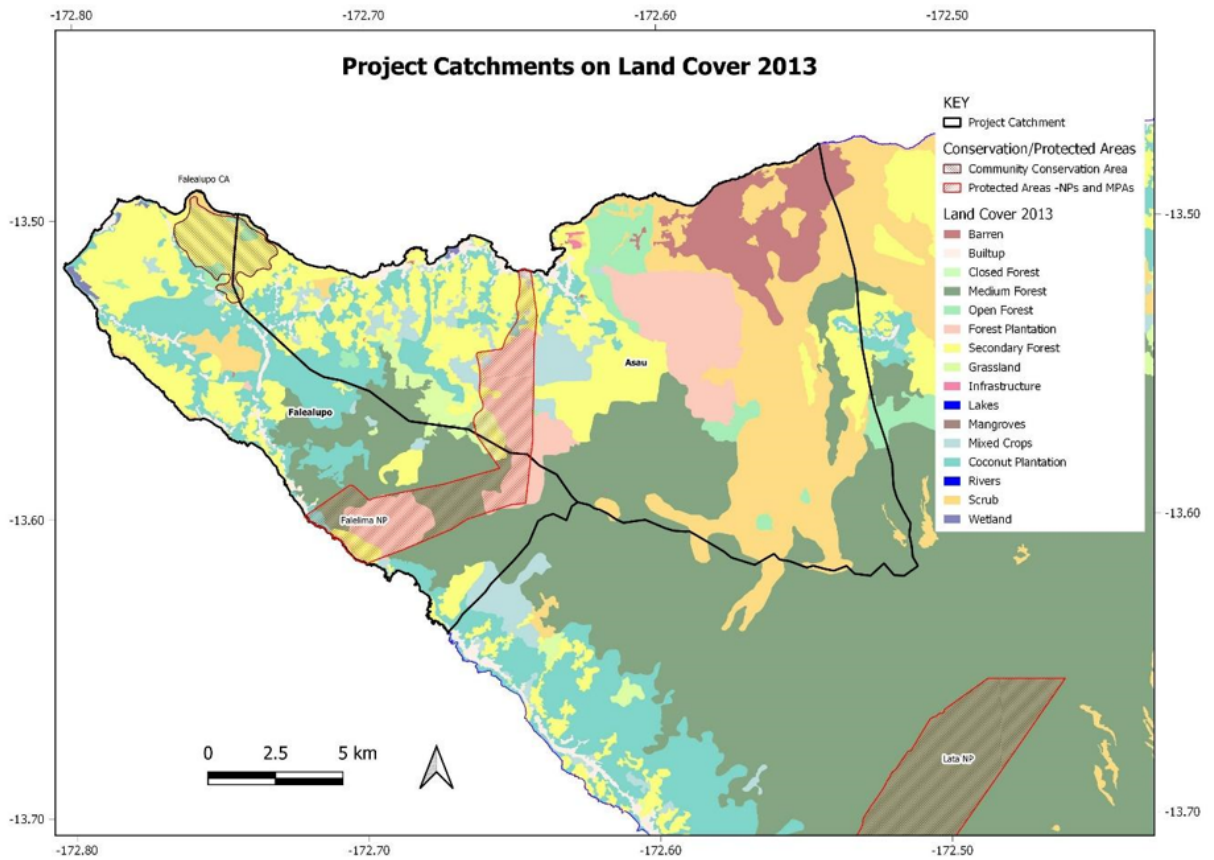 -172.80
-172.70
-172.60
-172.50
Project Catchments on Land Cover 2013
KEY
Project Catchment
Conservation/Protected Areas
Community Conservation Area
Protected Areas -NPs and MPAs
Land Cover 2013
Barren
Builtup
Closed Forest
Medium Forest
Open Forest
Forest Plantation
Secondary Forest
Grassland
Infrastructure
Lakes
Mangroves
Mixed Crops
Coconut Plantation
Rivers
Scrub
Wetland
Falealupo CA
-13.50
-13.50
Asau
Falealupo
Falelima NP
-13.60
-13.60
0 2.5 5 km
Lata NP
-13.70
-13.70
-172.80
-172.70
-172.60
-172.50